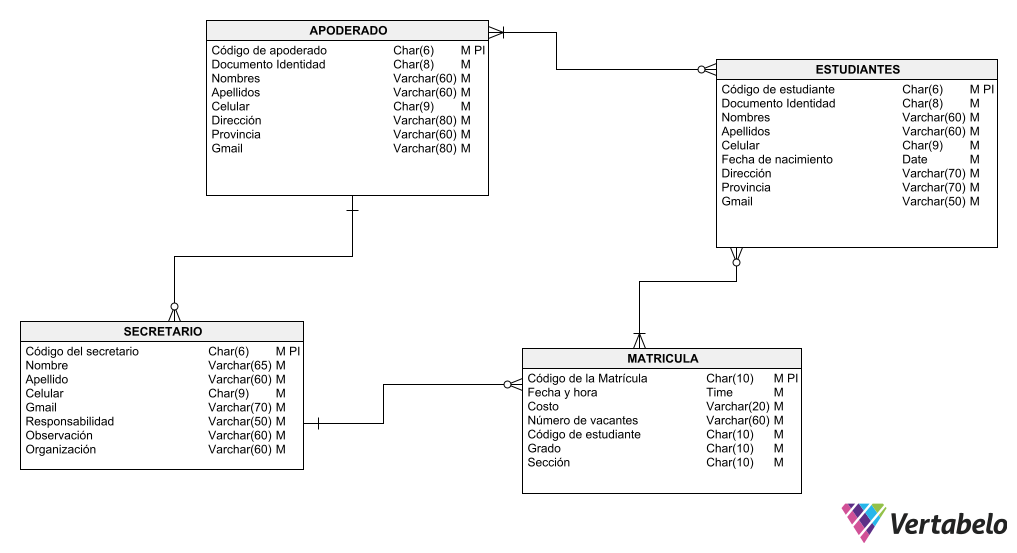 APODERADO
Código de apoderado Char(6) M PI
Documento Identidad Char(8) M
Nombres Varchar(60) M
Apellidos Varchar(60) M
Celular Char(9) M
Dirección Varchar(80) M
Provincia Varchar(60) M
Gmail Varchar(80) M
ESTUDIANTES
Código de estudiante Char(6) M PI
Documento Identidad Char(8) M
Nombres Varchar(60) M
Apellidos Varchar(60) M
Celular Char(9) M
Fecha de nacimiento Date M
Dirección Varchar(70) M
Provincia Varchar(70) M
Gmail Varchar(50) M
SECRETARIO
Código del secretario Char(6) M PI
Nombre Varchar(65) M
Apellido Varchar(60) M
Celular Char(9) M
Gmail Varchar(70) M
Responsabilidad Varchar(50) M
Observación Varchar(60) M
Organización Varchar(60) M
MATRICULA
Código de la Matrícula Char(10) M PI
Fecha y hora Time M
Costo Varchar(20) M
Número de vacantes Varchar(60) M
Código de estudiante Char(10) M
Grado Char(10) M
Sección Char(10) M
Vertabelo